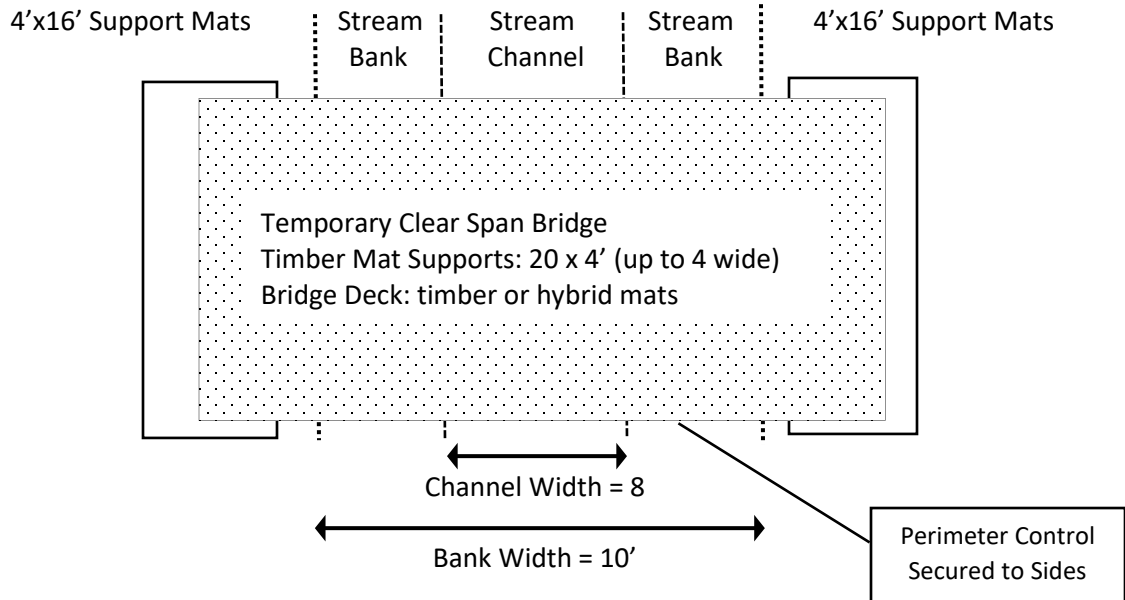 4’x16’ Support Mats
Stream
Bank
Stream
Channel
Stream
Bank
4’x16’ Support Mats
Temporary Clear Span Bridge
Timber Mat Supports: 20 x 4’ (up to 4 wide)
Bridge Deck: timber or hybrid mats
Channel Width = 8
Bank Width = 10’
Perimeter Control
Secured to Sides